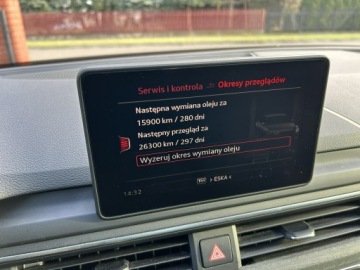 Serwis i kontrola Okresy przeglądów
Następna wymiana oleju za
15900 km / 280 dni
Następny przegląd za
26300 km / 297 dni
Wyzeruj okres wymiany oleju
14:32 > ESKA <